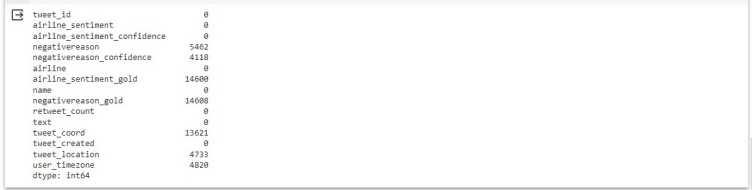 tweet_id 0
airline_sentiment 0
airline_sentiment_confidence 0
negativereason 5462
negativereason_confidence 4118
airline 0
airline_sentiment_gold 14600
name 0
negativereason_gold 14608
retweet_count 0
text 0
tweet_coord 13621
tweet_created 0
tweet_location 4733
user_timezone 4820
dtype: int64